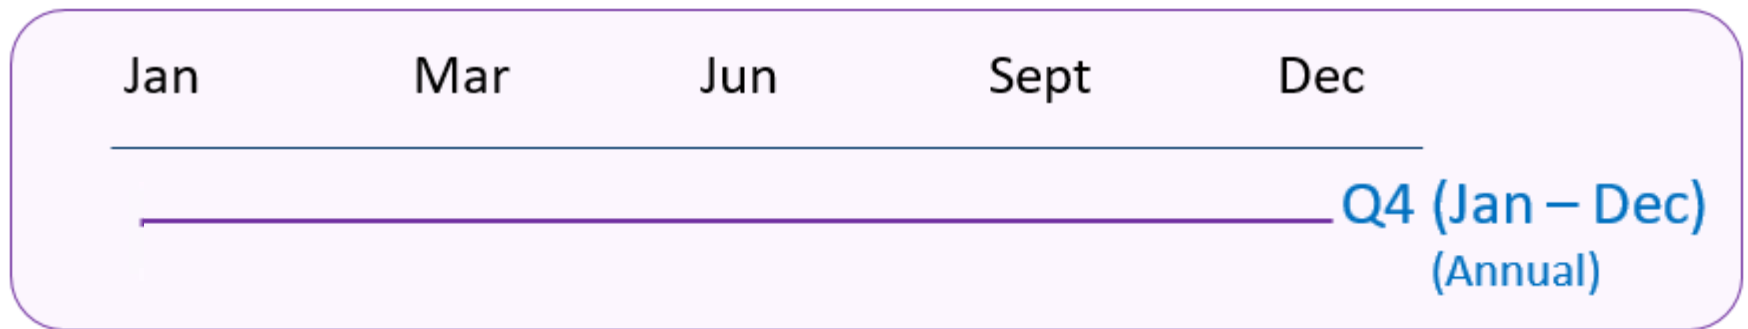 Jan Mar Jun Sept Dec
Q4 (Jan – Dec)
(Annual)